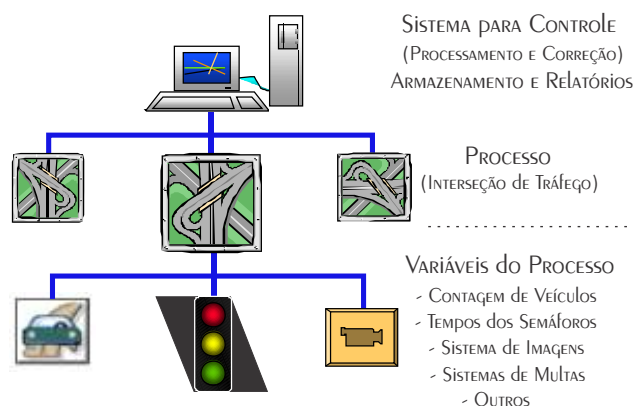 Sistema para Controle
(Processamento e Correção)
Armazenamento e Relatórios
Processo
(Interseção de Tráfego)
Variáveis do Processo
- Contagem de Veículos
- Tempos dos Semáforos
- Sistema de Imagens
- Sistemas de Multas
- Outros